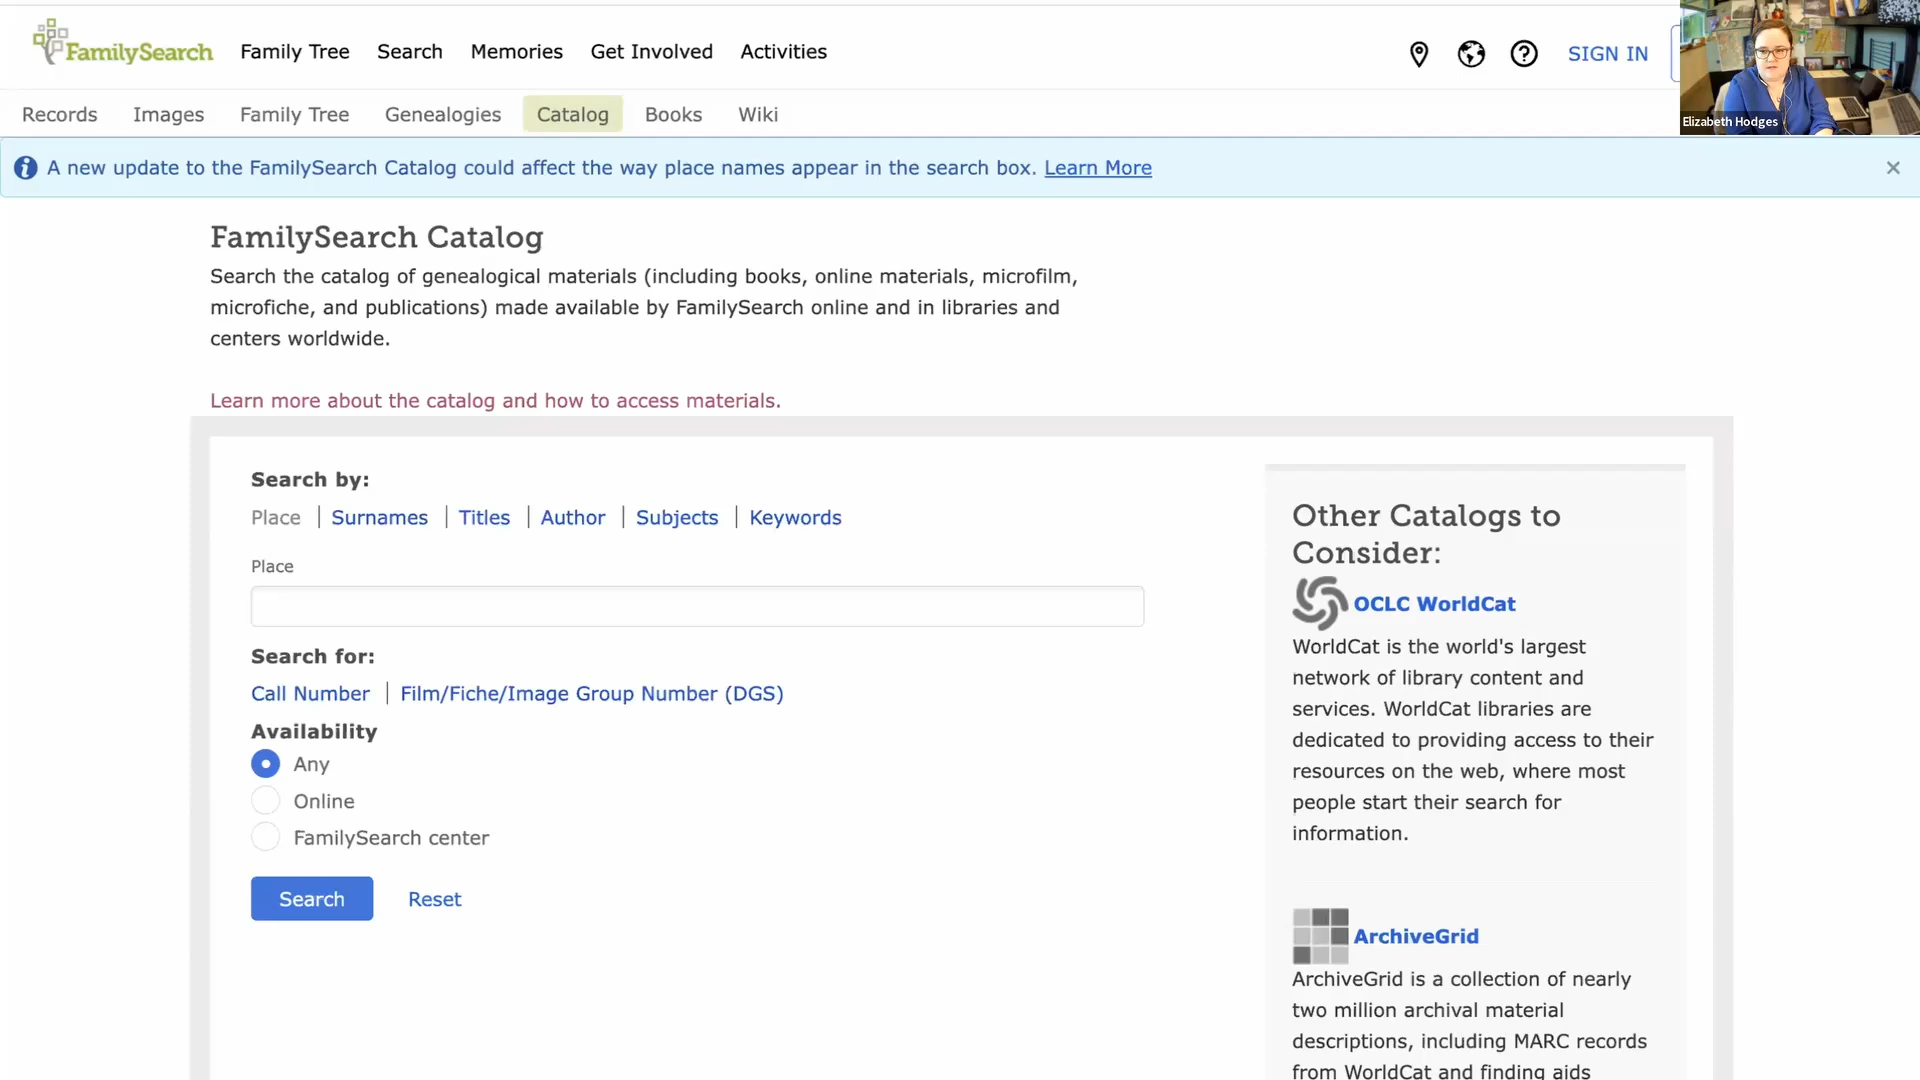 FamilySearch Family Tree Search Memories Get Involved Activities SIGN IN
Elizabeth Hodges
Records Images Family Tree Genealogies Catalog Books Wiki
A new update to the FamilySearch Catalog could affect the way place names appear in the search box. Learn More
FamilySearch Catalog
Search the catalog of genealogical materials (including books, online materials, microfilm,
microfiche, and publications) made available by FamilySearch online and in libraries and
centers worldwide.
Learn more about the catalog and how to access materials.
Search by:
Place | Surnames | Titles | Author | Subjects | Keywords
Place
Search for:
Call Number | Film/Fiche/Image Group Number (DGS)
Availability
Any
Online
FamilySearch center
Search Reset
Other Catalogs to
Consider:
OCLC WorldCat
WorldCat is the world's largest
network of library content and
services. WorldCat libraries are
dedicated to providing access to their
resources on the web, where most
people start their search for
information.
ArchiveGrid
ArchiveGrid is a collection of nearly
two million archival material
descriptions, including MARC records
from WorldCat and finding aids